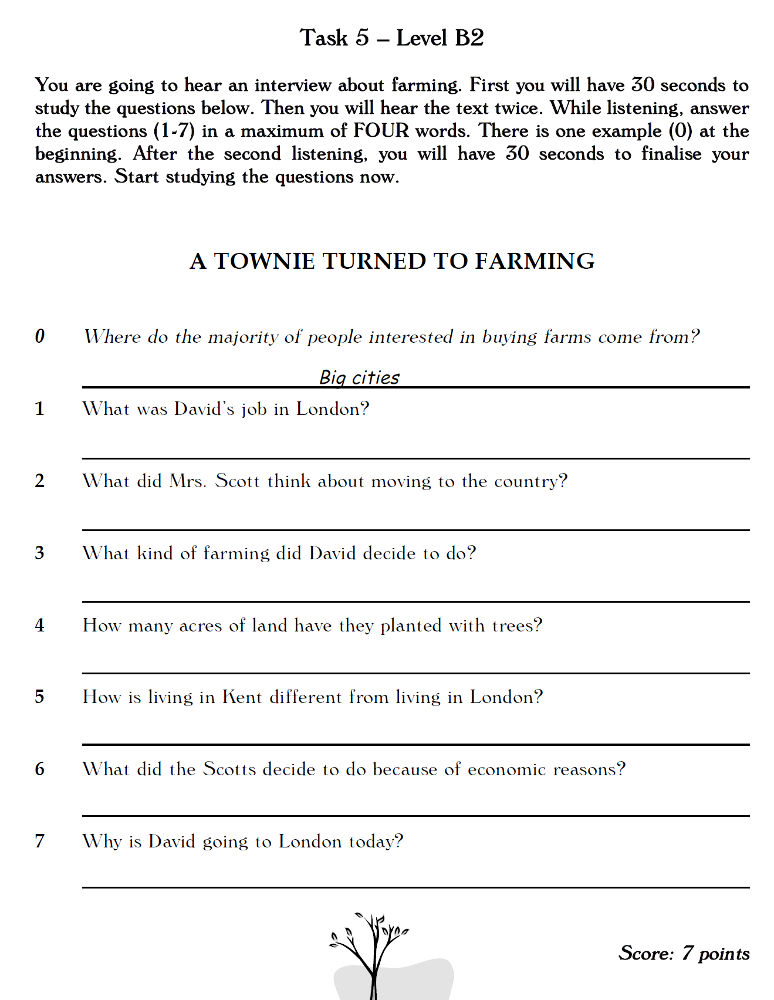 Task 5 – Level B2
You are going to hear an interview about farming. First you will have 30 seconds to
study the questions below. Then you will hear the text twice. While listening, answer
the questions (1-7) in a maximum of FOUR words. There is one example (0) at the
beginning. After the second listening, you will have 30 seconds to finalise your
answers. Start studying the questions now.
A TOWNIE TURNED TO FARMING
0 Where do the majority of people interested in buying farms come from?
Big cities
1 What was David's job in London?
2 What did Mrs. Scott think about moving to the country?
3 What kind of farming did David decide to do?
4 How many acres of land have they planted with trees?
5 How is living in Kent different from living in London?
6 What did the Scotts decide to do because of economic reasons?
7 Why is David going to London today?
Score: 7 points